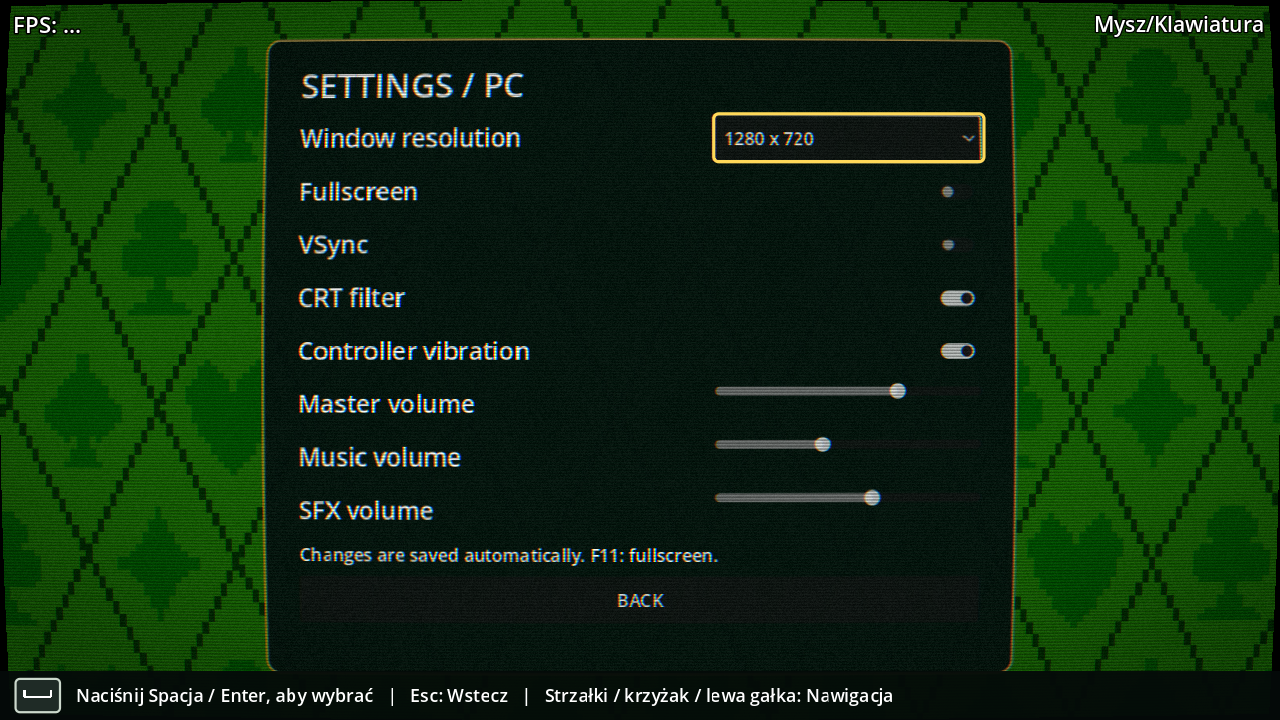 FPS: ...
Mysz/Klawiatura
SETTINGS / PC
Window resolution
1280 x 720
Fullscreen
VSync
CRT filter
Controller vibration
Master volume
Music volume
SFX volume
Changes are saved automatically. F11: fullscreen.
BACK
Naciśnij Spacja / Enter, aby wybrać | Esc: Wstecz | Strzałki / krzyżak / lewa gałka: Nawigacja